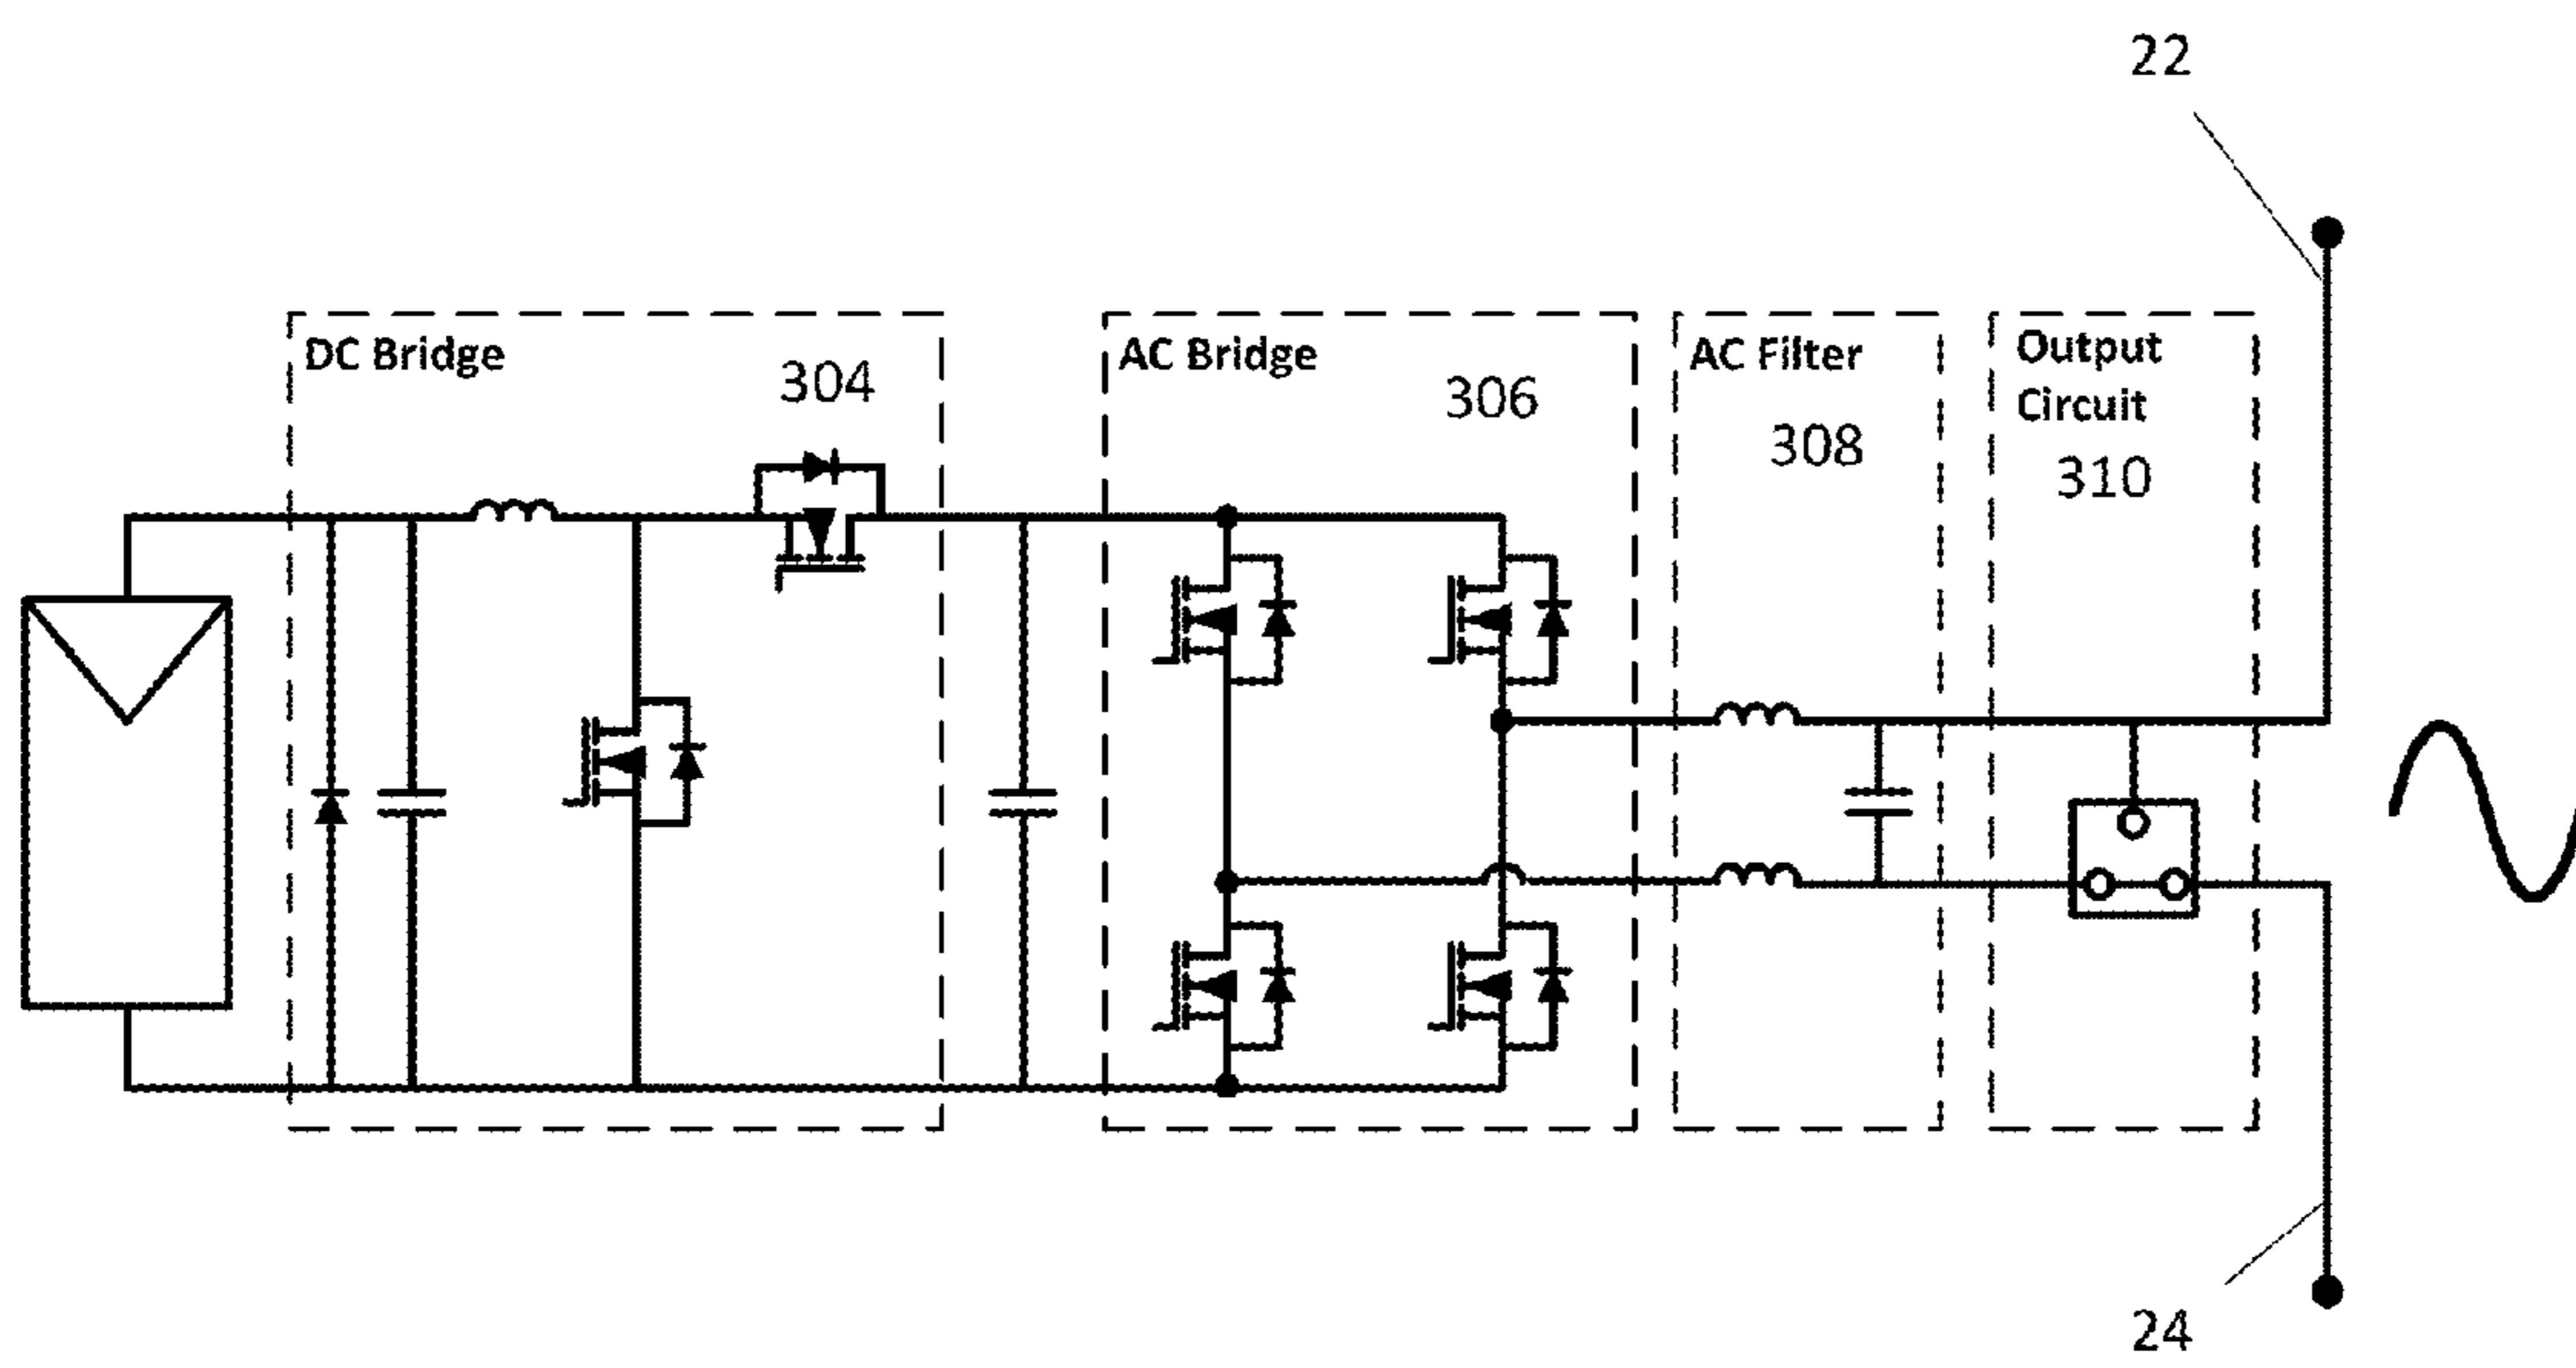 22
DC Bridge
304
AC Bridge
306
AC Filter
308
Output
Circuit
310
24